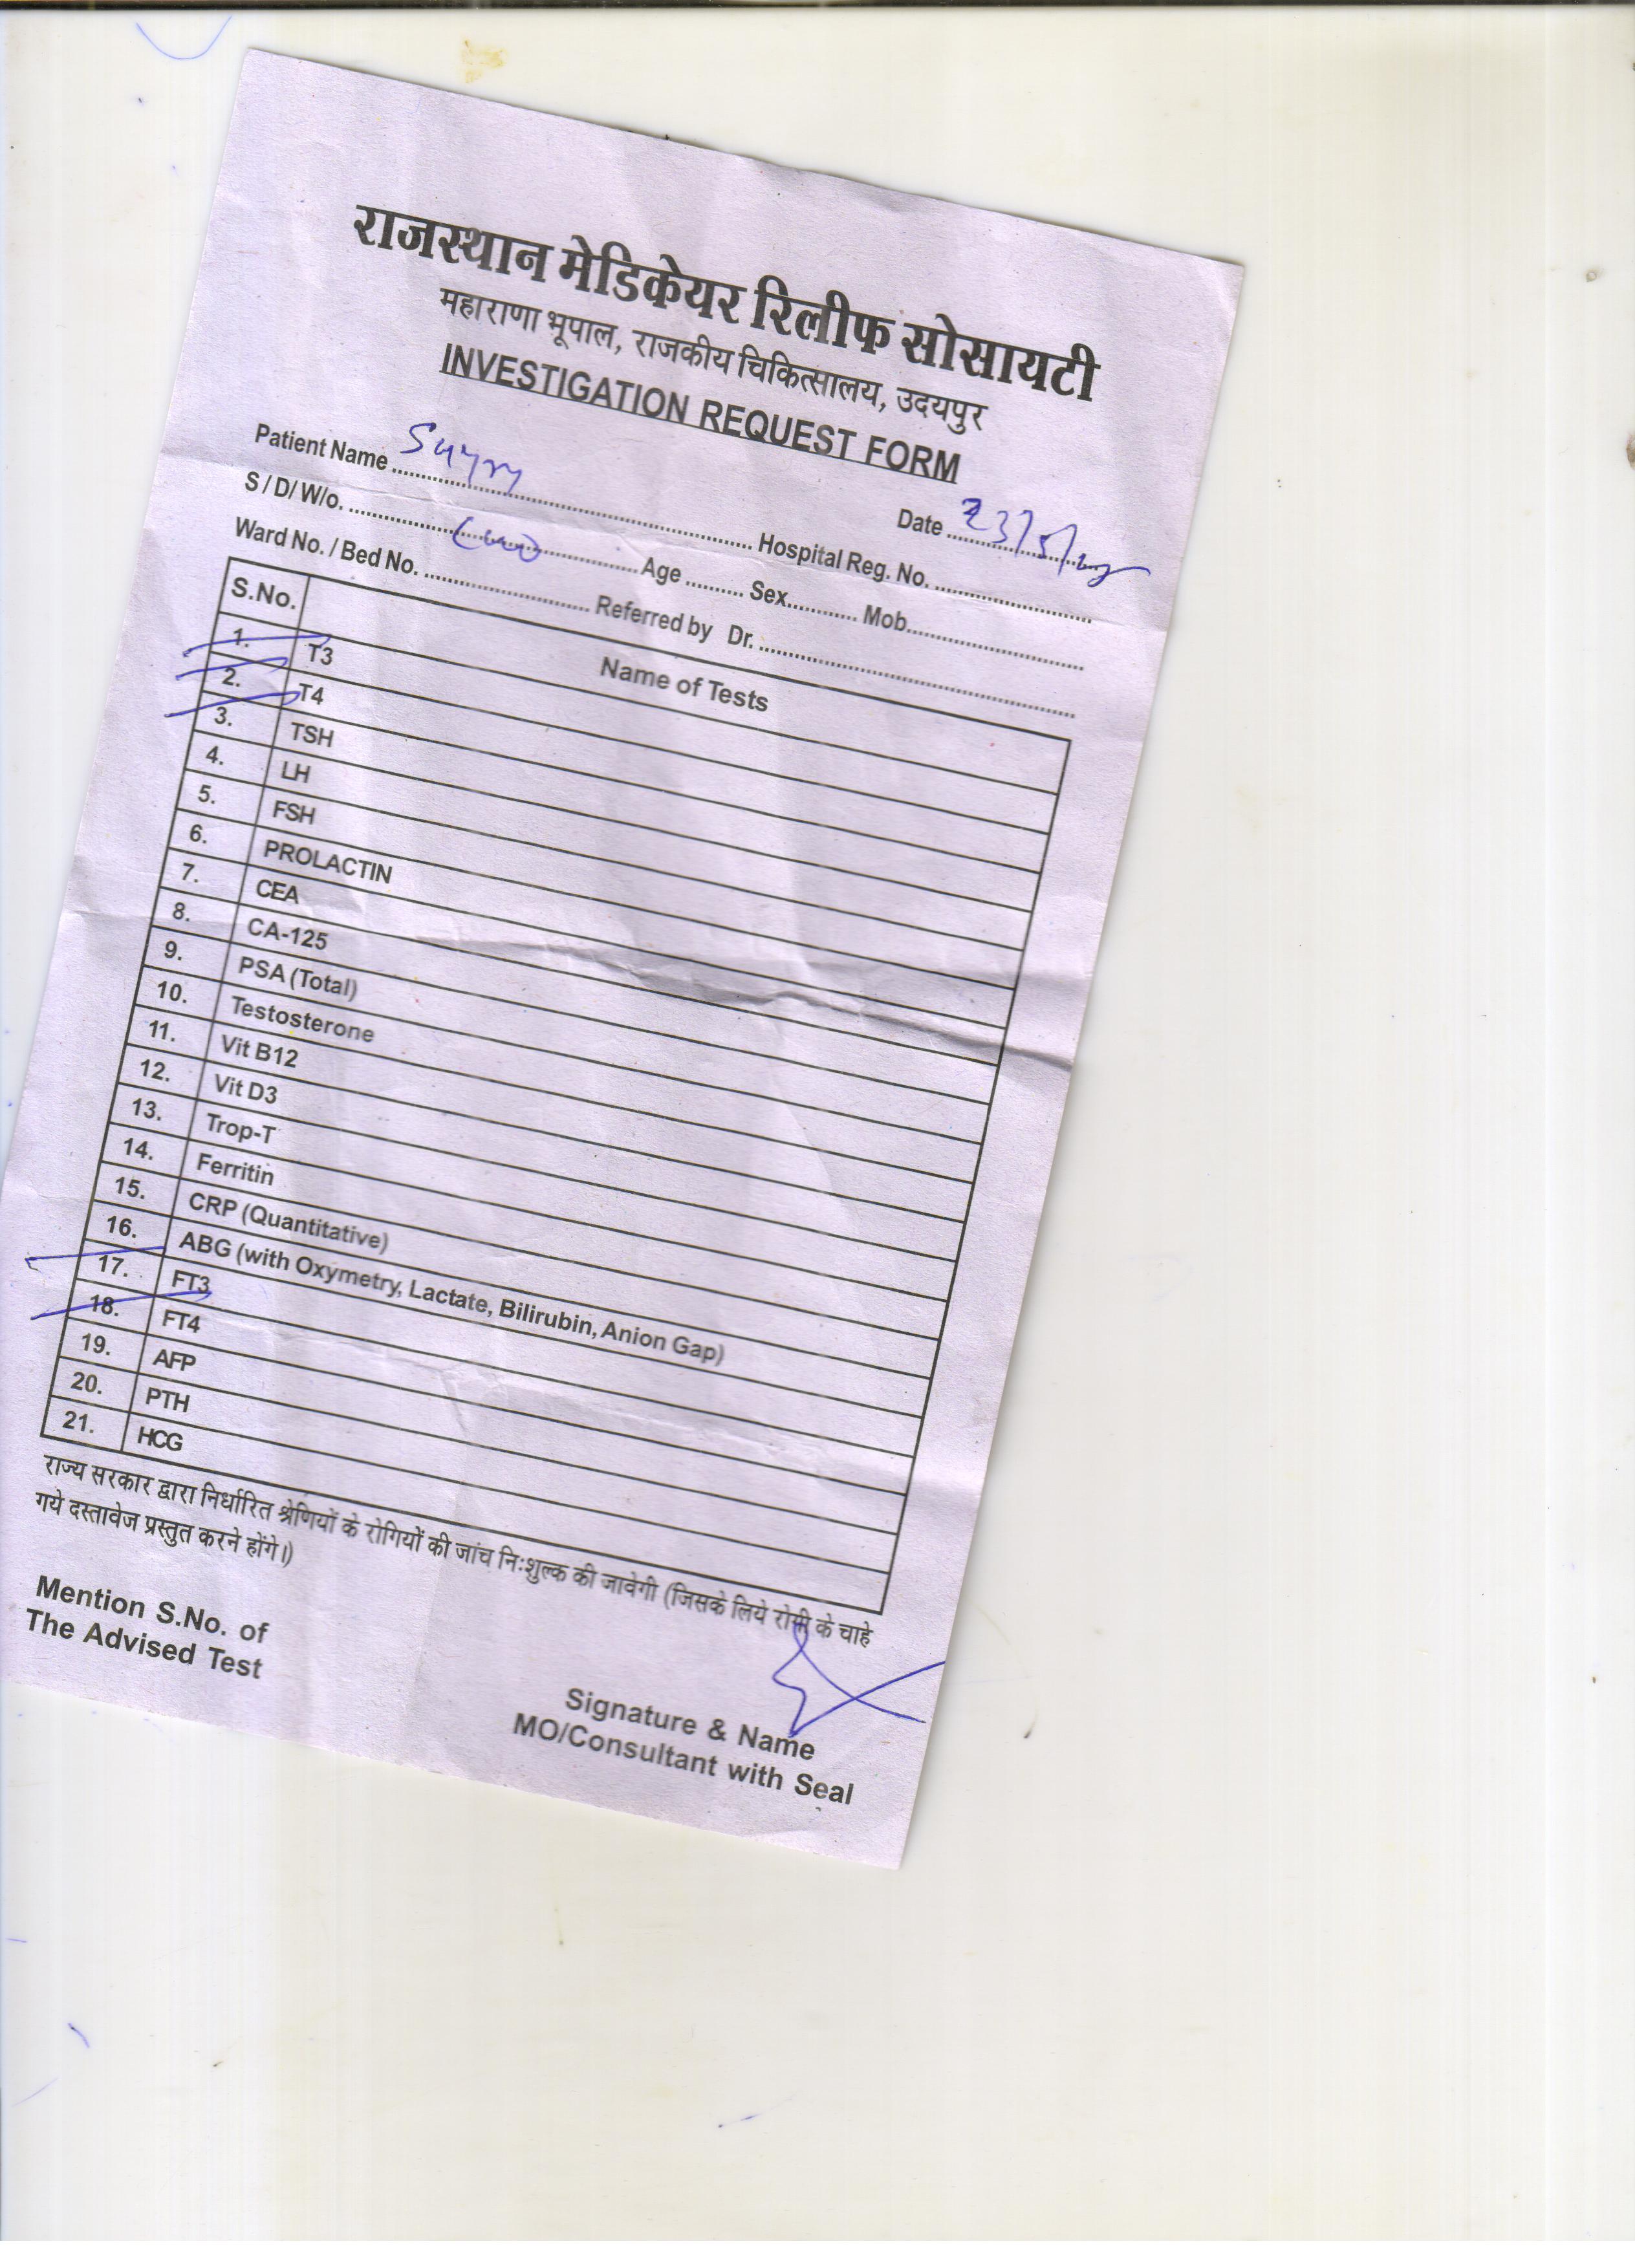 राजस्थान मेडिकेयर रिलीफ सोसायटी
महाराणा भूपाल, राजकीय चिकित्सालय, उदयपुर
INVESTIGATION REQUEST FORM
Date 23/5/
Patient Name Hospital Reg. No.
S / D/ W/o. Age Sex Mob
Ward No. / Bed No. Referred by Dr.
S.No. Name of Tests
1. T3
2. T4
3. TSH
4. LH
5. FSH
6. PROLACTIN
7. CEA
8. CA-125
9. PSA (Total)
10. Testosterone
11. Vit B12
12. Vit D3
13. Trop-T
14. Ferritin
15. CRP (Quantitative)
16. ABG (with Oxymetry, Lactate, Bilirubin, Anion Gap)
17. FT3
18. FT4
19. AFP
20. PTH
21. HCG
राज्य सरकार द्वारा निर्धारित श्रेणियों के रोगियों की जांच निःशुल्क की जावेगी (जिसके लिये रोगी के चाहे
गये दस्तावेज प्रस्तुत करने होंगे।)
Mention S.No. of
The Advised Test
Signature & Name
MO/Consultant with Seal